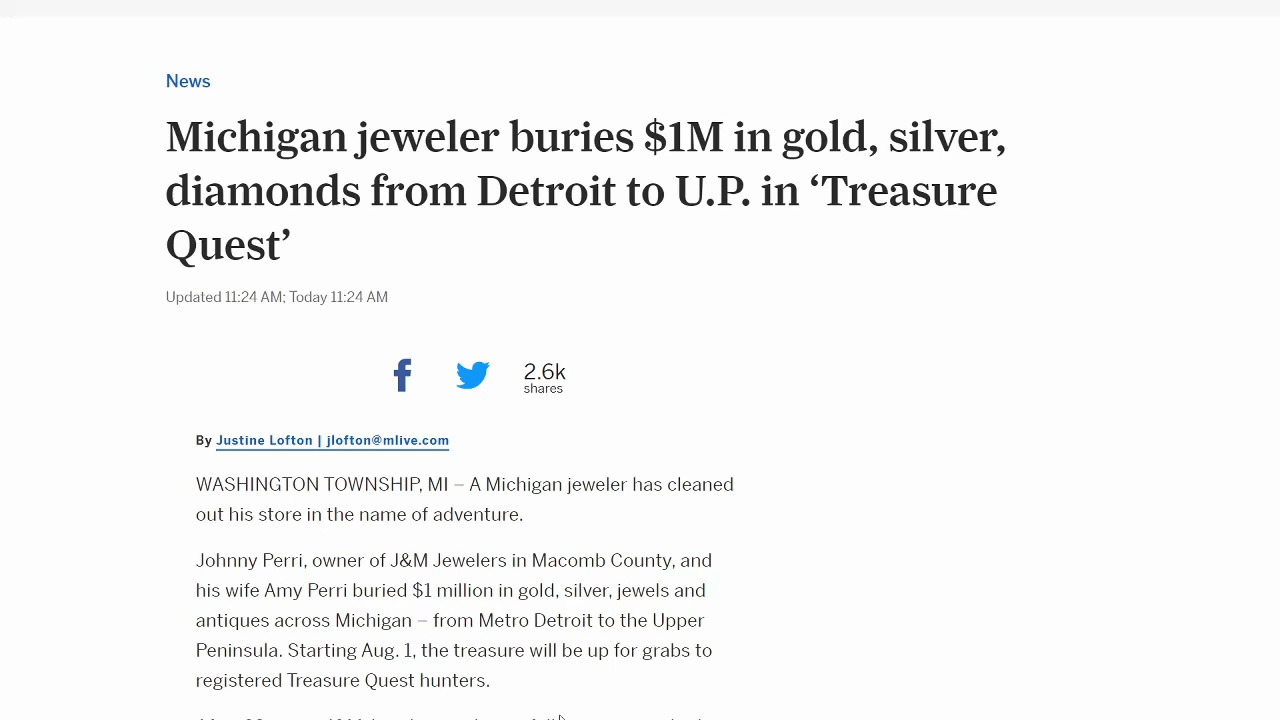 News
Michigan jeweler buries $1M in gold, silver,
diamonds from Detroit to U.P. in ‘Treasure
Quest’
Updated 11:24 AM; Today 11:24 AM
2.6k
shares
By Justine Lofton | jlofton@mlive.com
WASHINGTON TOWNSHIP, MI – A Michigan jeweler has cleaned
out his store in the name of adventure.
Johnny Perri, owner of J&M Jewelers in Macomb County, and
his wife Amy Perri buried $1 million in gold, silver, jewels and
antiques across Michigan – from Metro Detroit to the Upper
Peninsula. Starting Aug. 1, the treasure will be up for grabs to
registered Treasure Quest hunters.